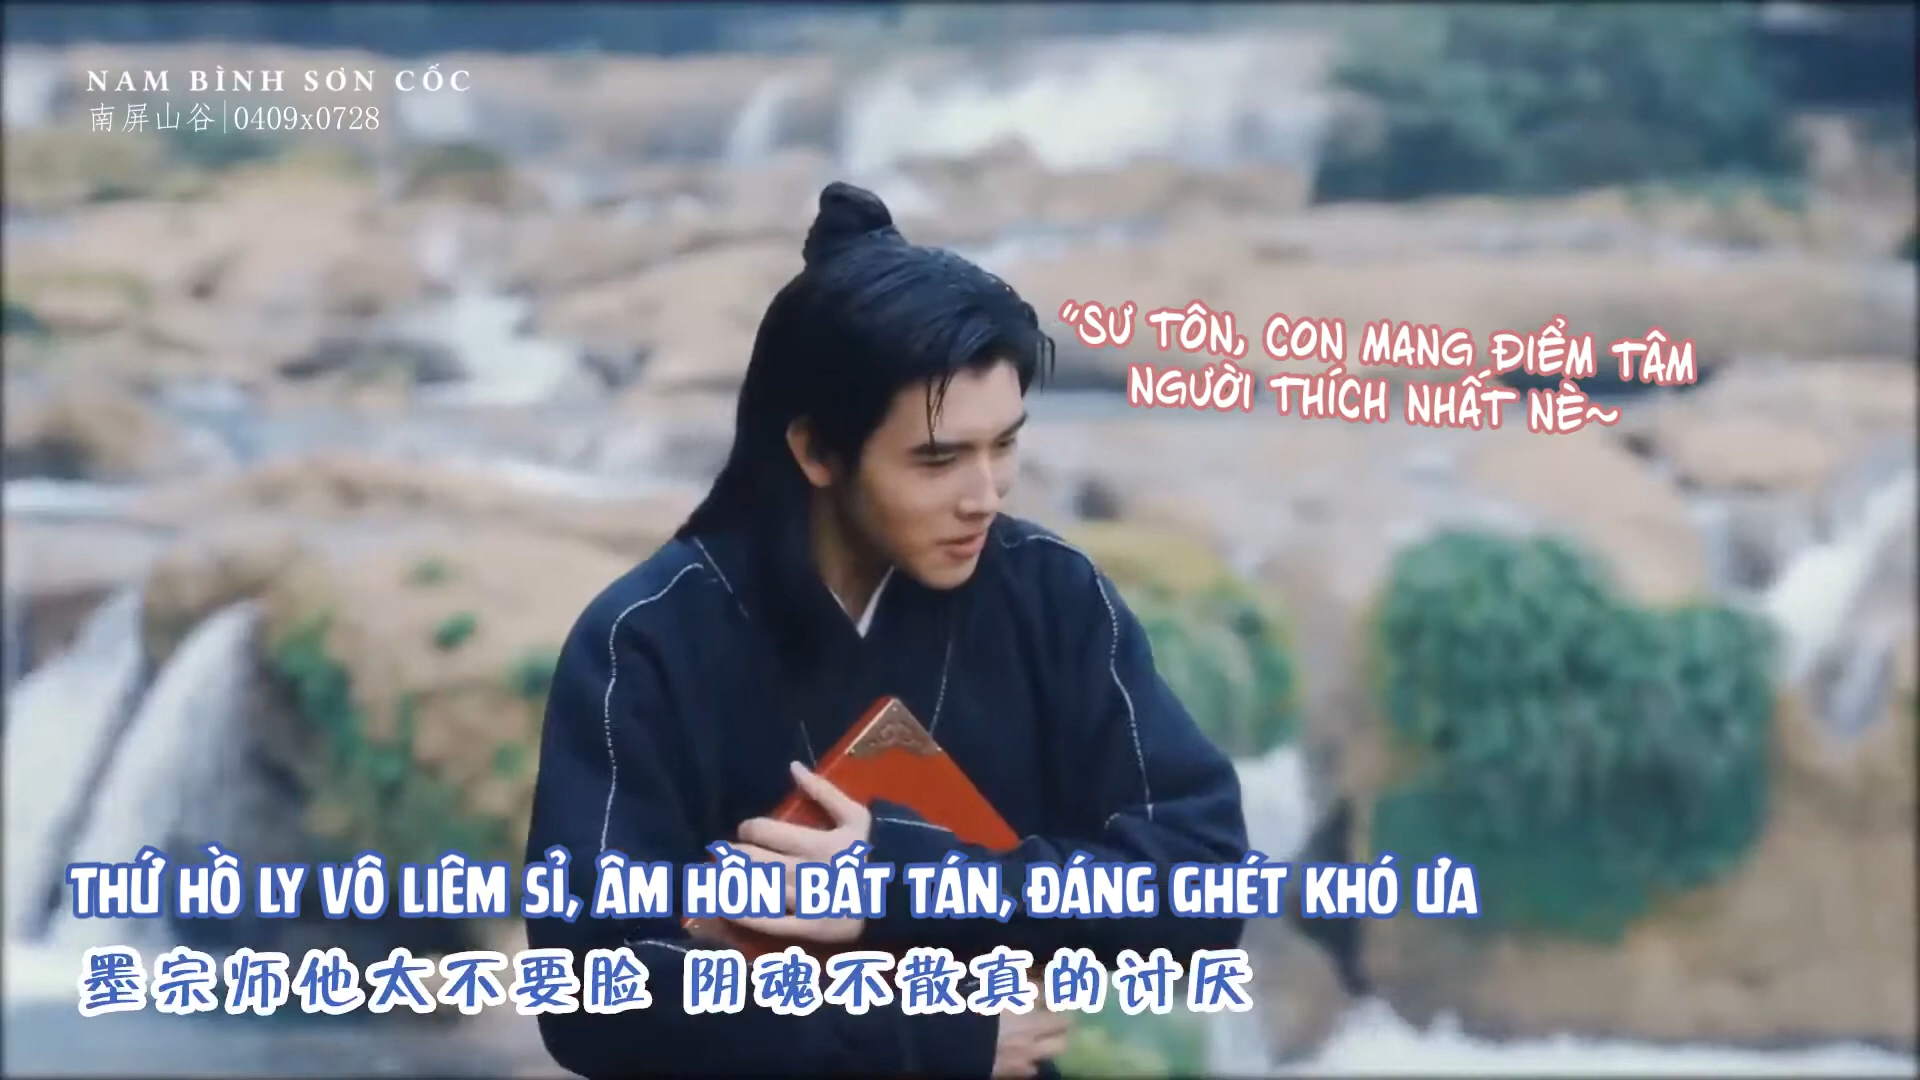 NAM BÌNH SƠN CỐC
南屏山谷|0409x0728
"SƯ TÔN, CON MANG ĐIỂM TÂM
NGƯỜI THÍCH NHẤT NÈ~
THỨ HỒ LY VÔ LIÊM SỈ, ÂM HỒN BẤT TÁN, ĐÁNG GHÉT KHÓ ƯA
墨宗师他太不要脸 阴魂不散真的讨厌